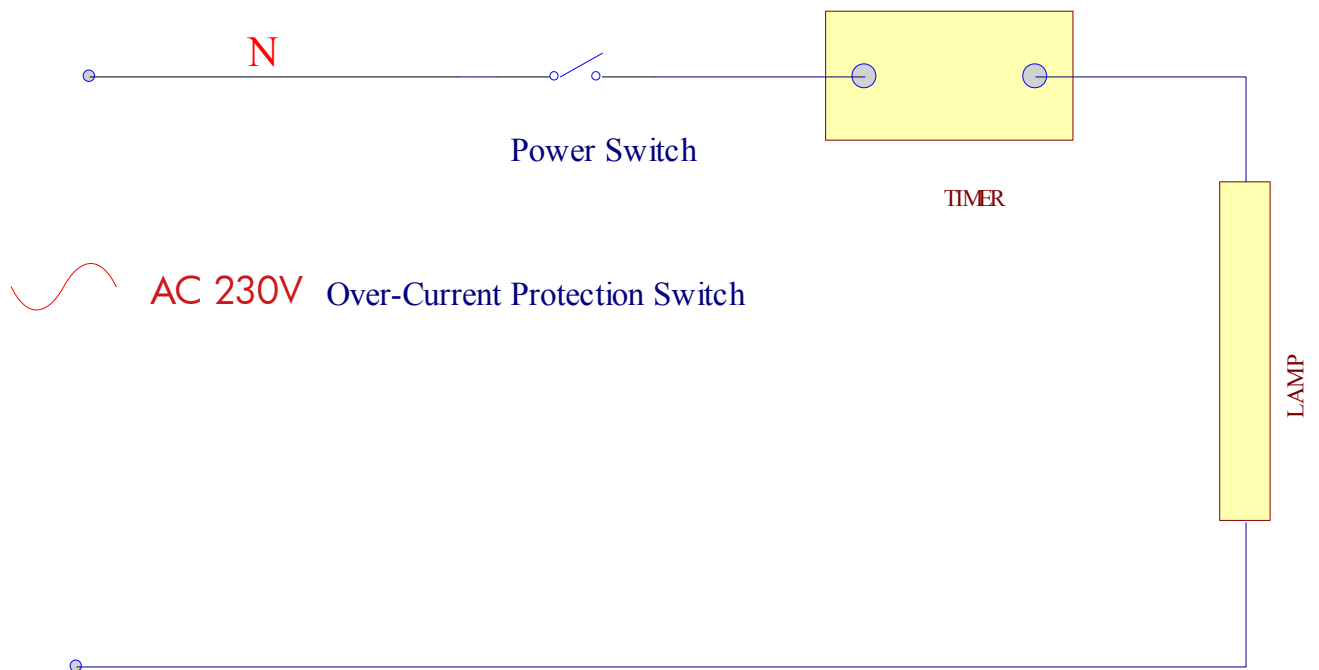 N
Power Switch
TIMER
AC 230V Over-Current Protection Switch
LAMP